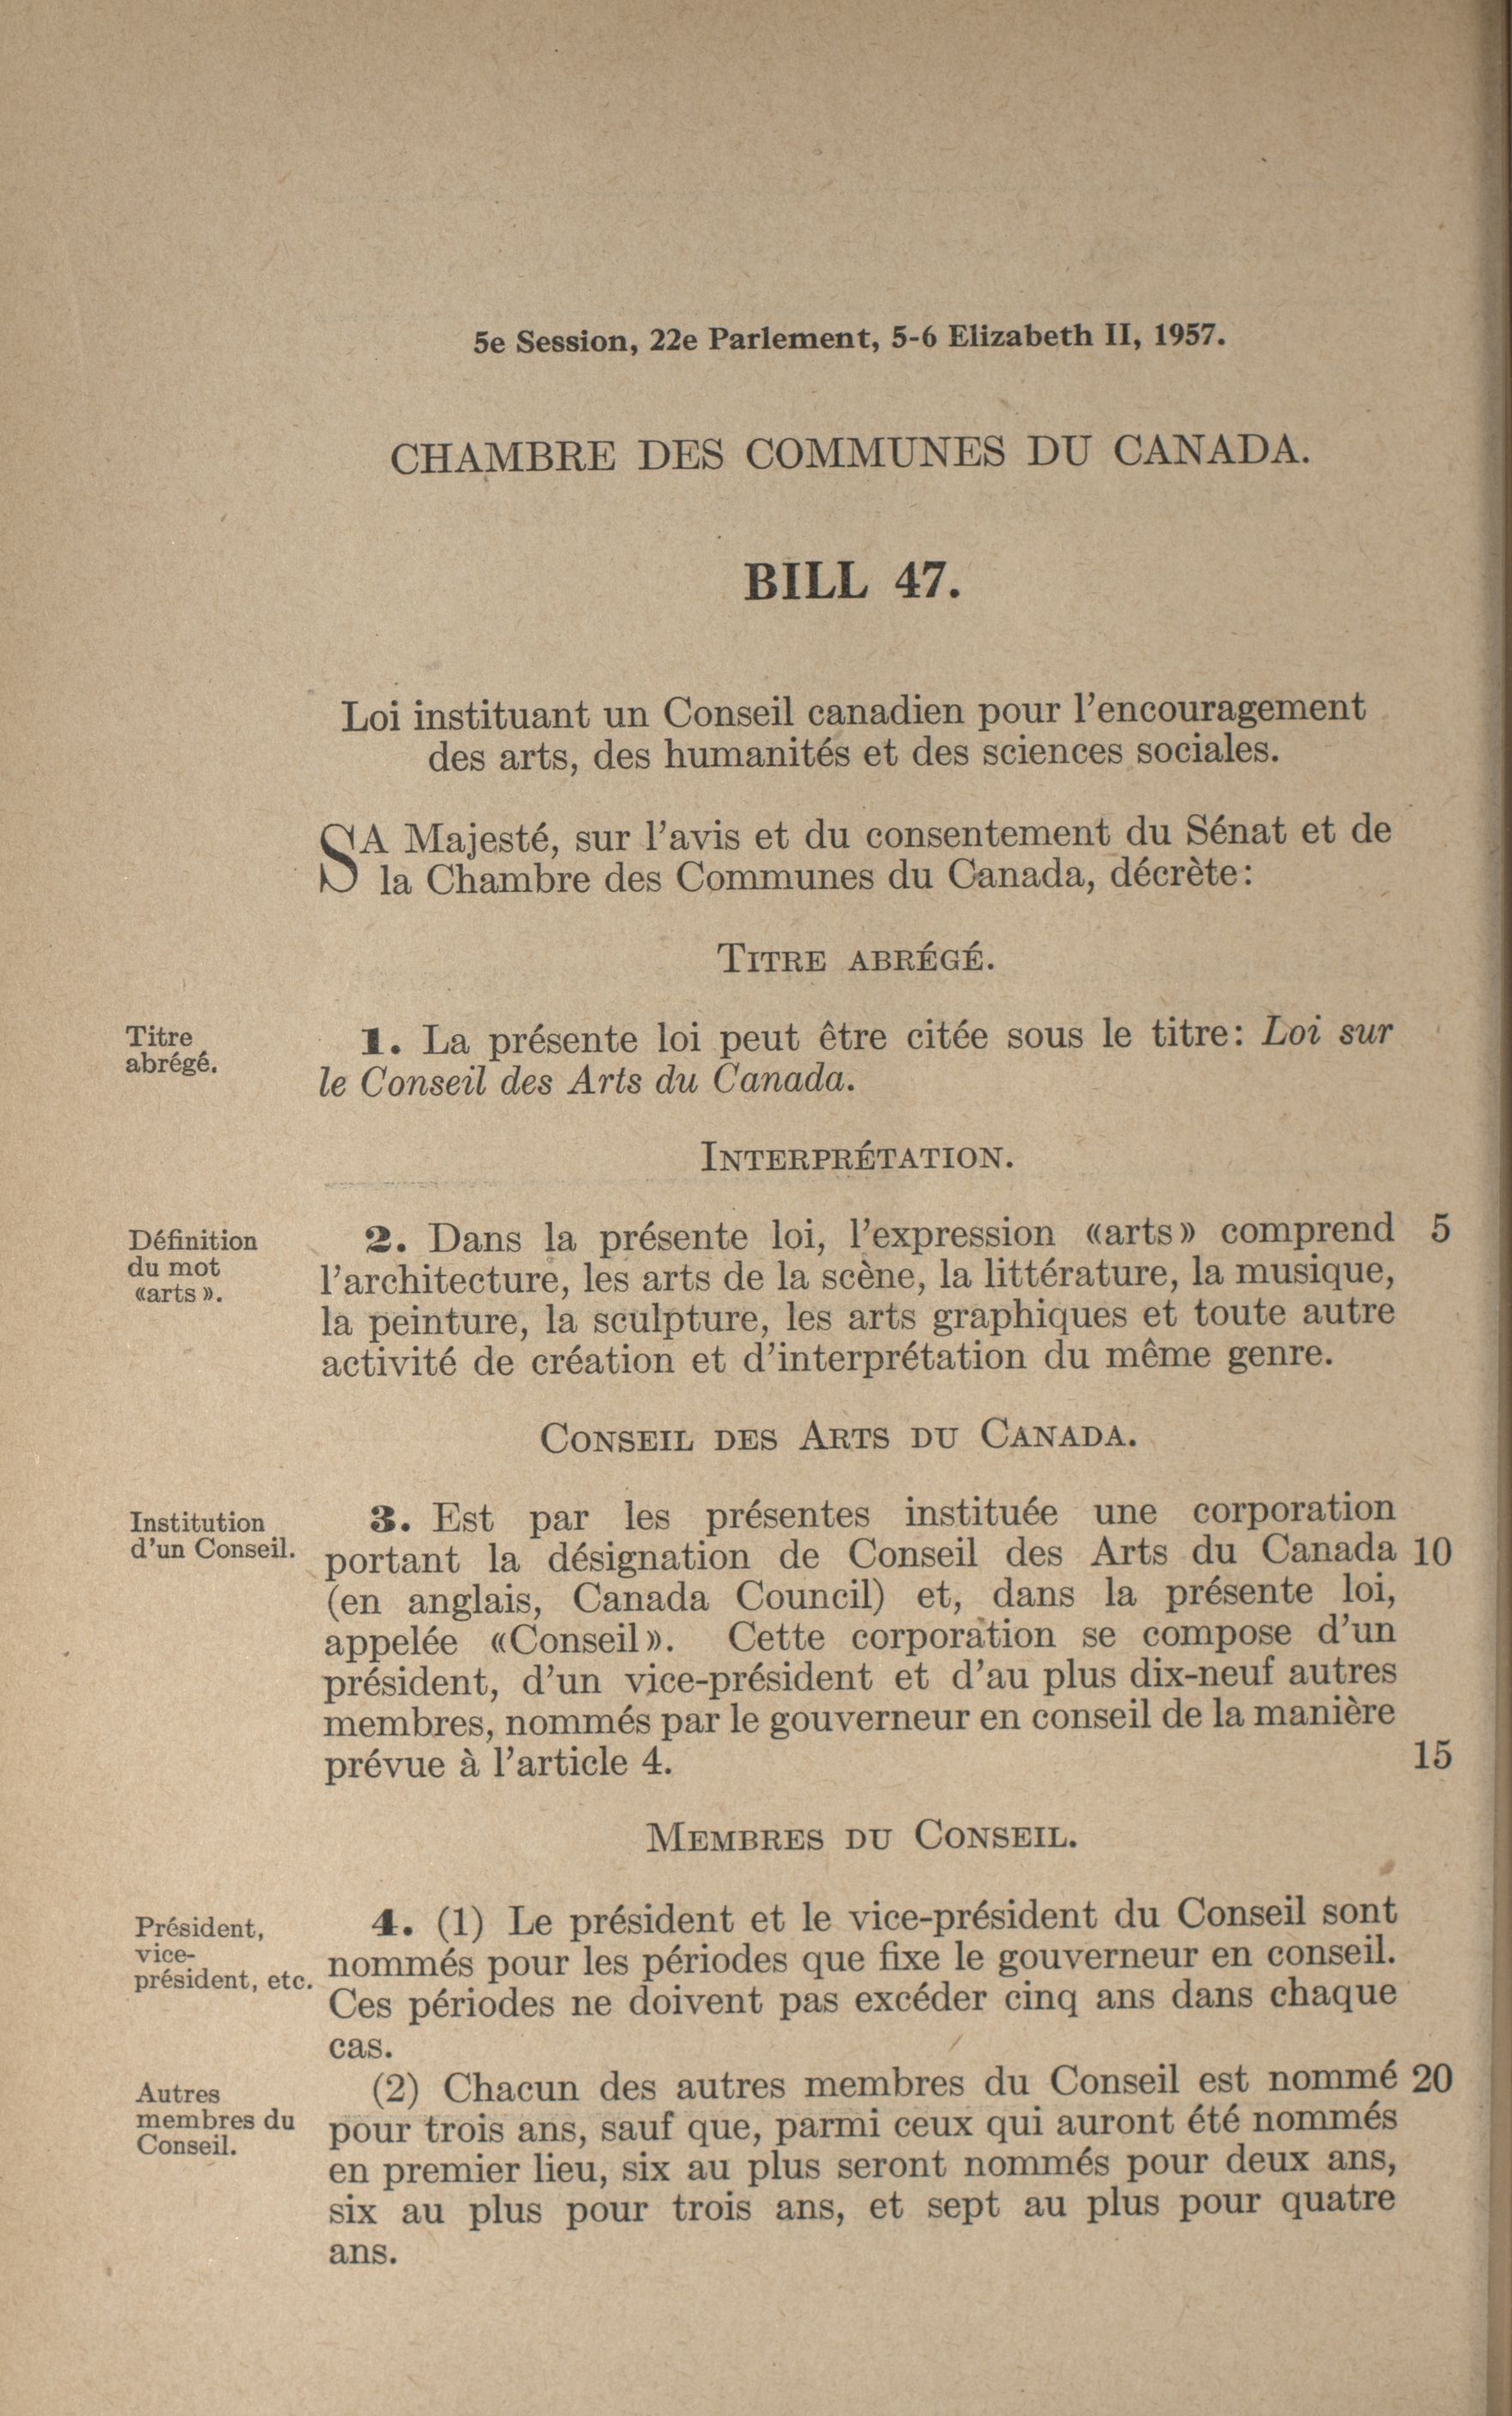 5e Session, 22e Parlement, 5-6 Elizabeth II, 1957.
CHAMBRE DES COMMUNES DU CANADA.
BILL 47.
Loi instituant un Conseil canadien pour l'encouragement
des arts, des humanités et des sciences sociales.
SA Majesté, sur l'avis et du consentement du Sénat et de
la Chambre des Communes du Canada, décrète:
TITRE ABRÉGÉ.
Titre
abrégé.
1. La présente loi peut être citée sous le titre: Loi sur
le Conseil des Arts du Canada.
INTERPRÉTATION.
Définition
du mot
«arts».
2. Dans la présente loi, l'expression «arts» comprend 5
l'architecture, les arts de la scène, la littérature, la musique,
la peinture, la sculpture, les arts graphiques et toute autre
activité de création et d'interprétation du même genre.
CONSEIL DES ARTS DU CANADA.
Institution
d'un Conseil.
3. Est par les présentes instituée une corporation
portant la désignation de Conseil des Arts du Canada 10
(en anglais, Canada Council) et, dans la présente loi,
appelée «Conseil». Cette corporation se compose d'un
président, d'un vice-président et d'au plus dix-neuf autres
membres, nommés par le gouverneur en conseil de la manière
prévue à l'article 4. 15
MEMBRES DU CONSEIL.
Président,
vice-
président, etc.
4. (1) Le président et le vice-président du Conseil sont
nommés pour les périodes que fixe le gouverneur en conseil.
Ces périodes ne doivent pas excéder cinq ans dans chaque
cas.
Autres
membres du
Conseil.
(2) Chacun des autres membres du Conseil est nommé 20
pour trois ans, sauf que, parmi ceux qui auront été nommés
en premier lieu, six au plus seront nommés pour deux ans,
six au plus pour trois ans, et sept au plus pour quatre
ans.